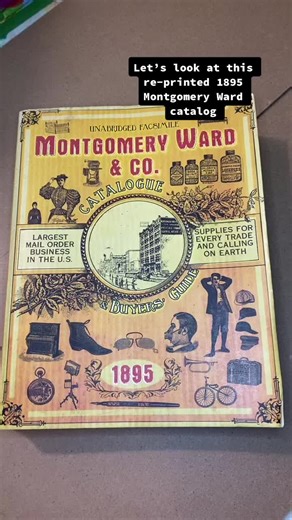 Let's look at this
re-printed 1895
Montgomery Ward
catalog
UNABRIDGED FACSIMILE
MONTGOMERY WARD
& CO.
CATALOGUE
LARGEST
MAIL ORDER
BUSINESS
IN THE U.S.
SUPPLIES FOR
EVERY TRADE
AND CALLING
ON EARTH
& BUYERS' GUIDE
1895